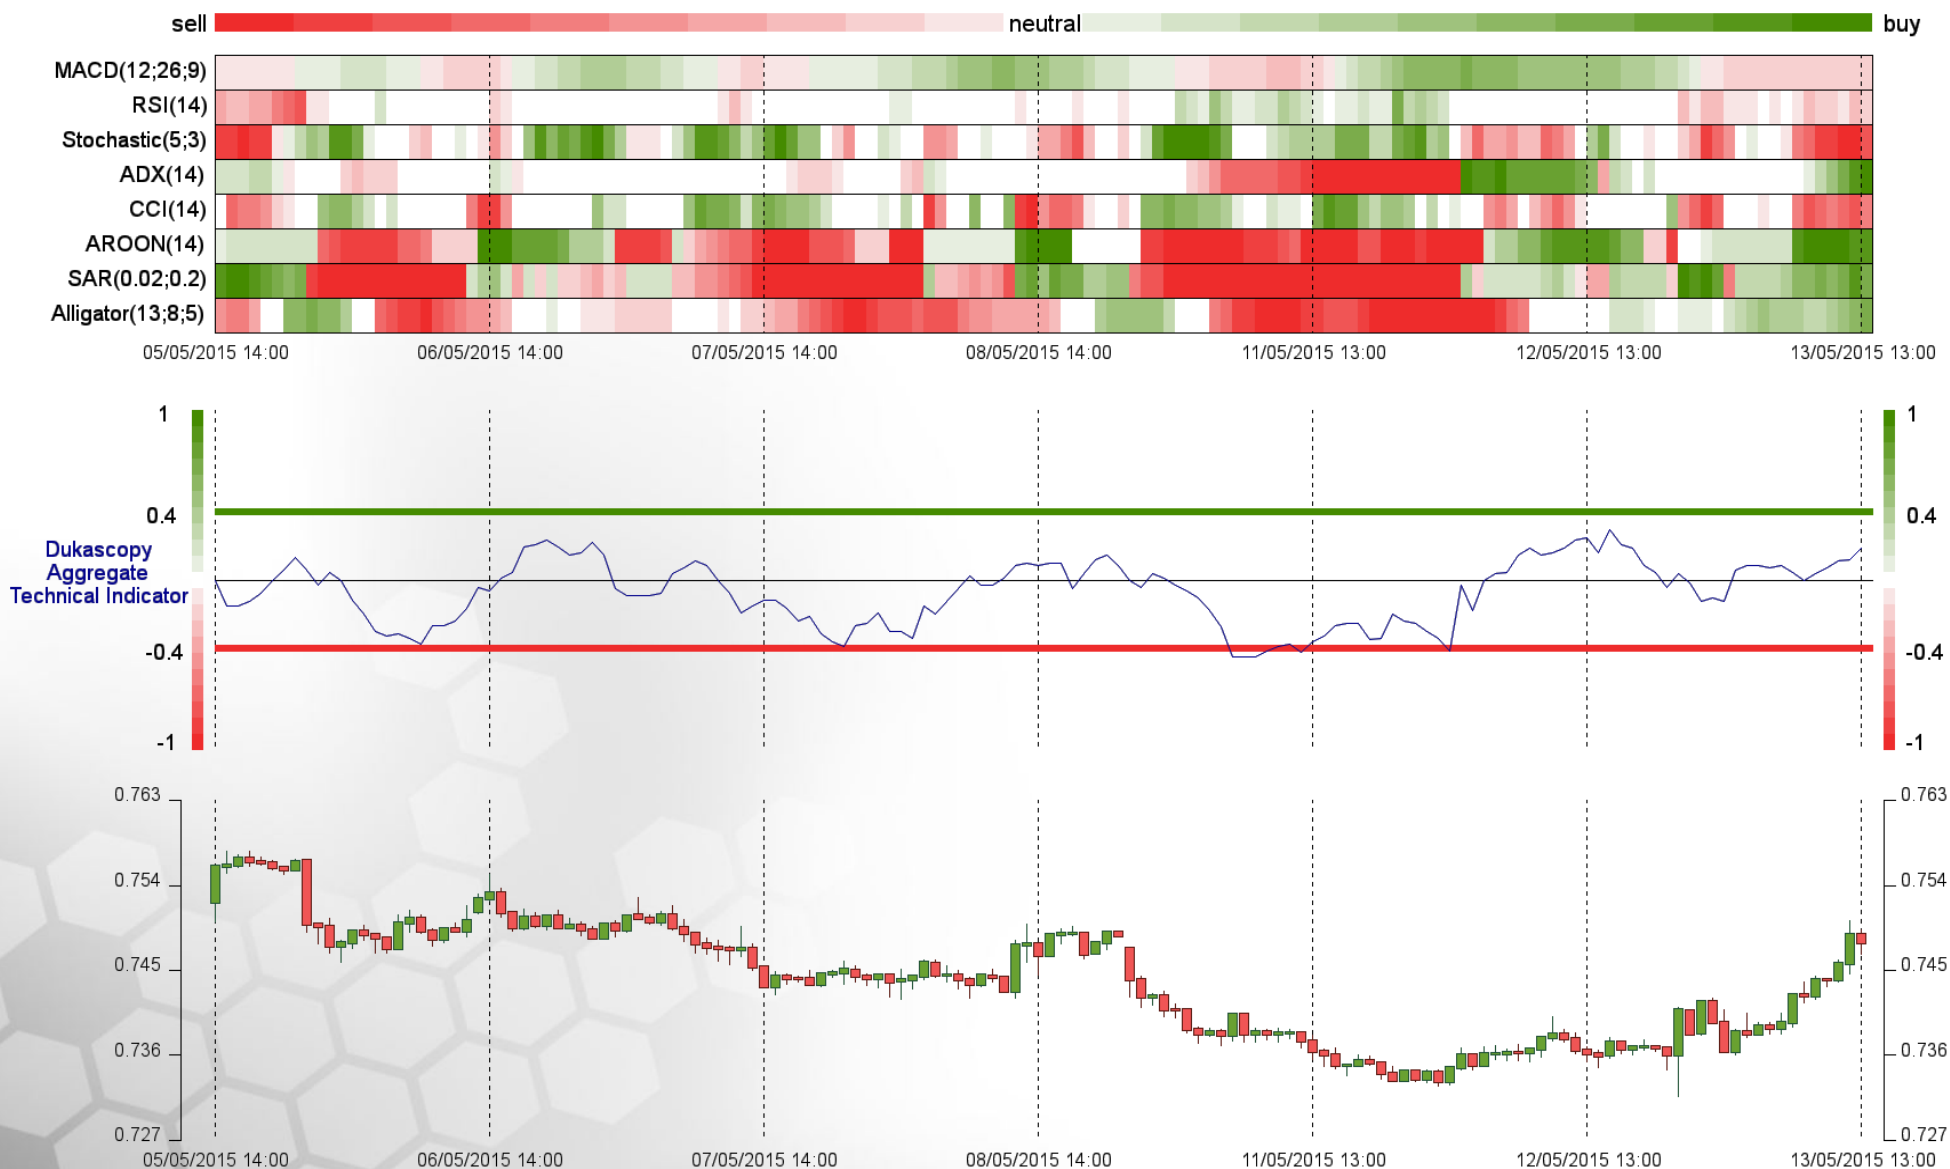 sell neutral buy
MACD(12;26;9)
RSI(14)
Stochastic(5;3)
ADX(14)
CCI(14)
AROON(14)
SAR(0.02;0.2)
Alligator(13;8;5)
05/05/2015 14:00 06/05/2015 14:00 07/05/2015 14:00 08/05/2015 14:00 11/05/2015 13:00 12/05/2015 13:00 13/05/2015 13:00
1 1
0.4 0.4
Dukascopy
Aggregate
Technical Indicator
-0.4 -0.4
-1 -1
0.763 0.763
0.754 0.754
0.745 0.745
0.736 0.736
0.727 0.727
05/05/2015 14:00 06/05/2015 14:00 07/05/2015 14:00 08/05/2015 14:00 11/05/2015 13:00 12/05/2015 13:00 13/05/2015 13:00